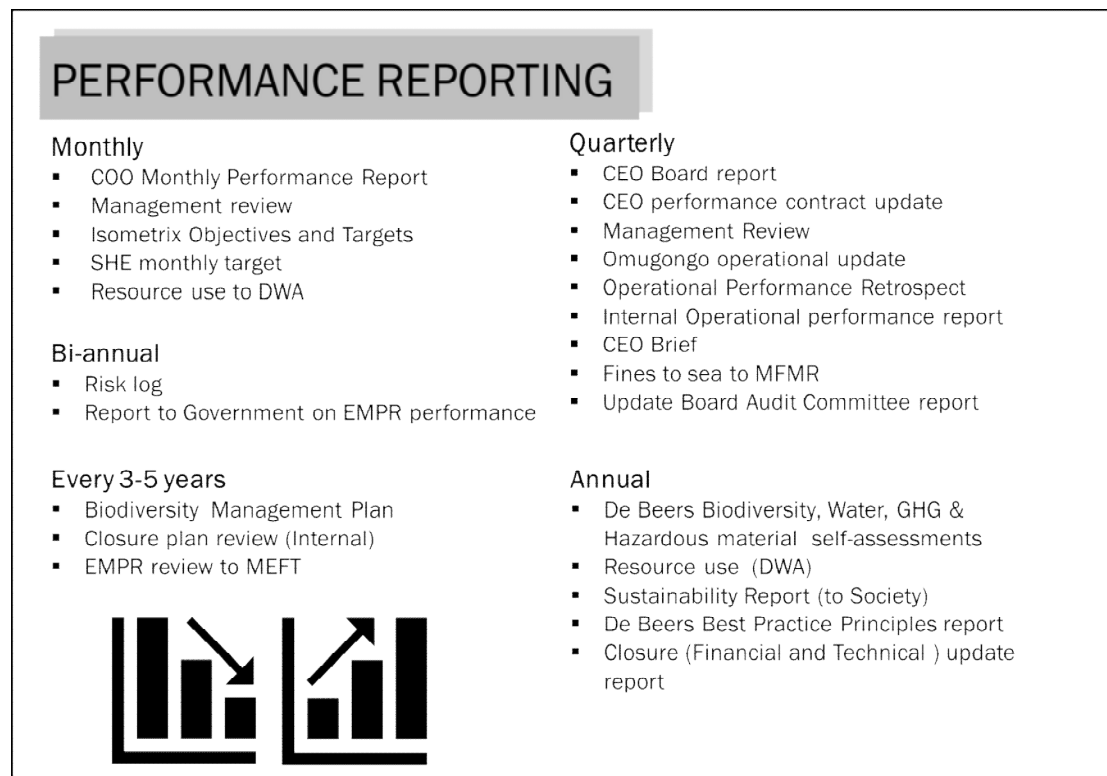 PERFORMANCE REPORTING
Monthly
▪ COO Monthly Performance Report
▪ Management review
▪ Isometrix Objectives and Targets
▪ SHE monthly target
▪ Resource use to DWA
Bi-annual
▪ Risk log
▪ Report to Government on EMPR performance
Every 3-5 years
▪ Biodiversity Management Plan
▪ Closure plan review (Internal)
▪ EMPR review to MEFT
Quarterly
▪ CEO Board report
▪ CEO performance contract update
▪ Management Review
▪ Omugongo operational update
▪ Operational Performance Retrospect
▪ Internal Operational performance report
▪ CEO Brief
▪ Fines to sea to MFMR
▪ Update Board Audit Committee report
Annual
▪ De Beers Biodiversity, Water, GHG &
Hazardous material self-assessments
▪ Resource use (DWA)
▪ Sustainability Report (to Society)
▪ De Beers Best Practice Principles report
▪ Closure (Financial and Technical ) update
report